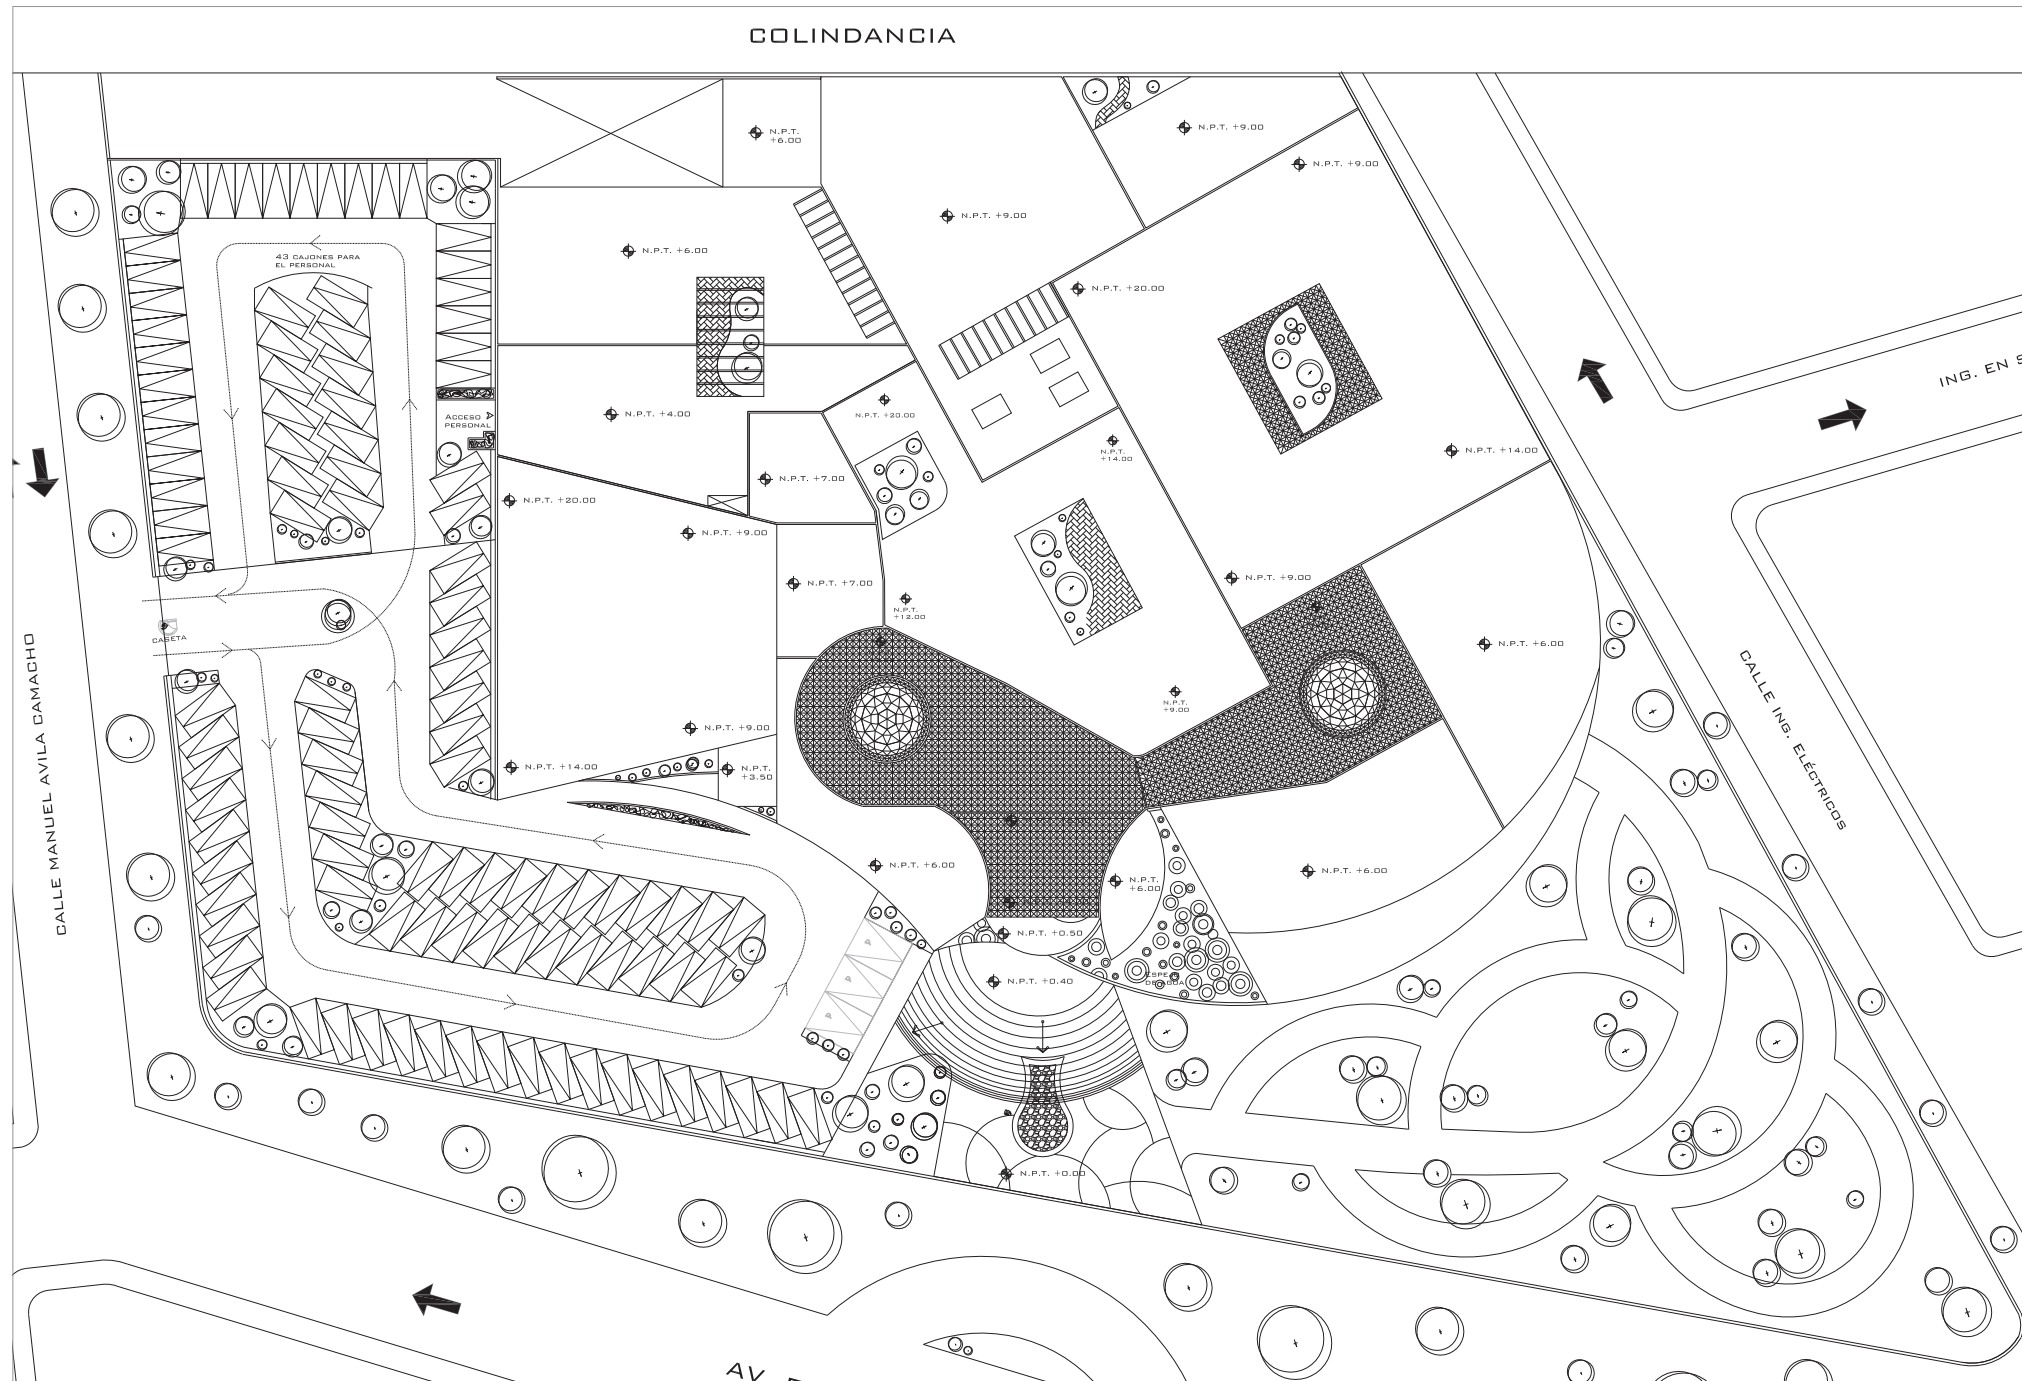 COLINDANCIA
N.P.T.
+6.00
N.P.T. +9.00
N.P.T. +9.00
N.P.T. +9.00
N.P.T. +6.00
43 CAJONES PARA
EL PERSONAL
N.P.T. +20.00
ING. EN S
N.P.T. +4.00
N.P.T. +20.00
ACCESO
PERSONAL
N.P.T.
+14.00
N.P.T. +14.00
N.P.T. +7.00
N.P.T. +20.00
N.P.T. +9.00
N.P.T. +9.00
N.P.T. +7.00
N.P.T.
+12.00
CASETA
N.P.T. +6.00
CALLE MANUEL AVILA CAMACHO
CALLE ING. ELÉCTRICOS
N.P.T.
+9.00
N.P.T. +9.00
N.P.T. +14.00
N.P.T.
+3.50
N.P.T. +6.00
N.P.T.
+6.00
N.P.T. +6.00
N.P.T. +0.50
P
P
P
ESPEJO
DE AGUA
N.P.T. +0.40
N.P.T. +0.00
AV.